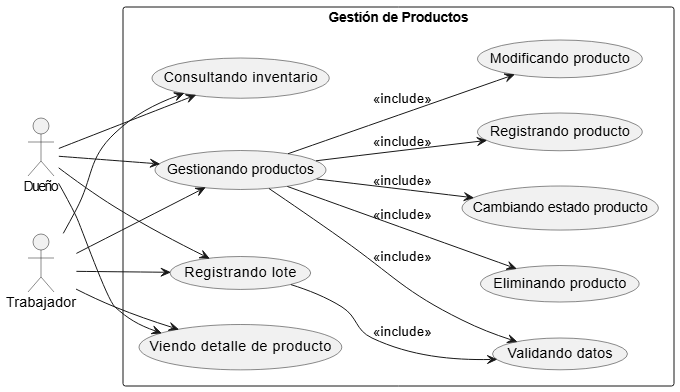 Gestión de Productos
Modificando producto
Consultando inventario
«include»
Registrando producto
«include»
Dueño
Gestionando productos
«include»
Cambiando estado producto
«include»
«include»
Registrando lote
Eliminando producto
Trabajador
«include»
Viendo detalle de producto
Validando datos